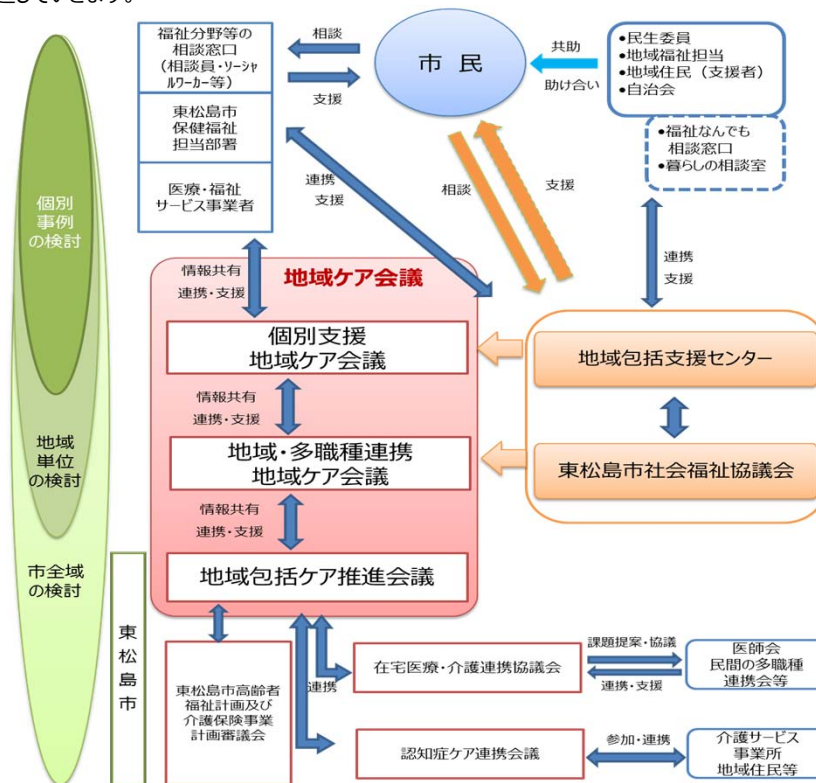 進していきます。
福祉分野等の
相談窓口
（相談員・ソーシャ
ルワーカー等）
東松島市
保健福祉
担当部署
医療・福祉
サービス事業者
相談
支援
市 民
共助
助け合い
●民生委員
●地域福祉担当
●地域住民（支援者）
●自治会
●福祉なんでも
相談窓口
●暮らしの相談室
連携
支援
相談
支援
連携
支援
個別
事例
の検討
地域
単位
の検討
市全域
の検討
情報共有
連携・支援
地域ケア会議
個別支援
地域ケア会議
情報共有
連携・支援
地域・多職種連携
地域ケア会議
情報共有
連携・支援
地域包括ケア推進会議
地域包括支援センター
東松島市社会福祉協議会
東松島市
東松島市高齢者
福祉計画及び
介護保険事業
計画審議会
連携
在宅医療・介護連携協議会
課題提案・協議
連携・支援
医師会
民間の多職種
連携会等
認知症ケア連携会議
参加・連携
介護サービス
事業所
地域住民等